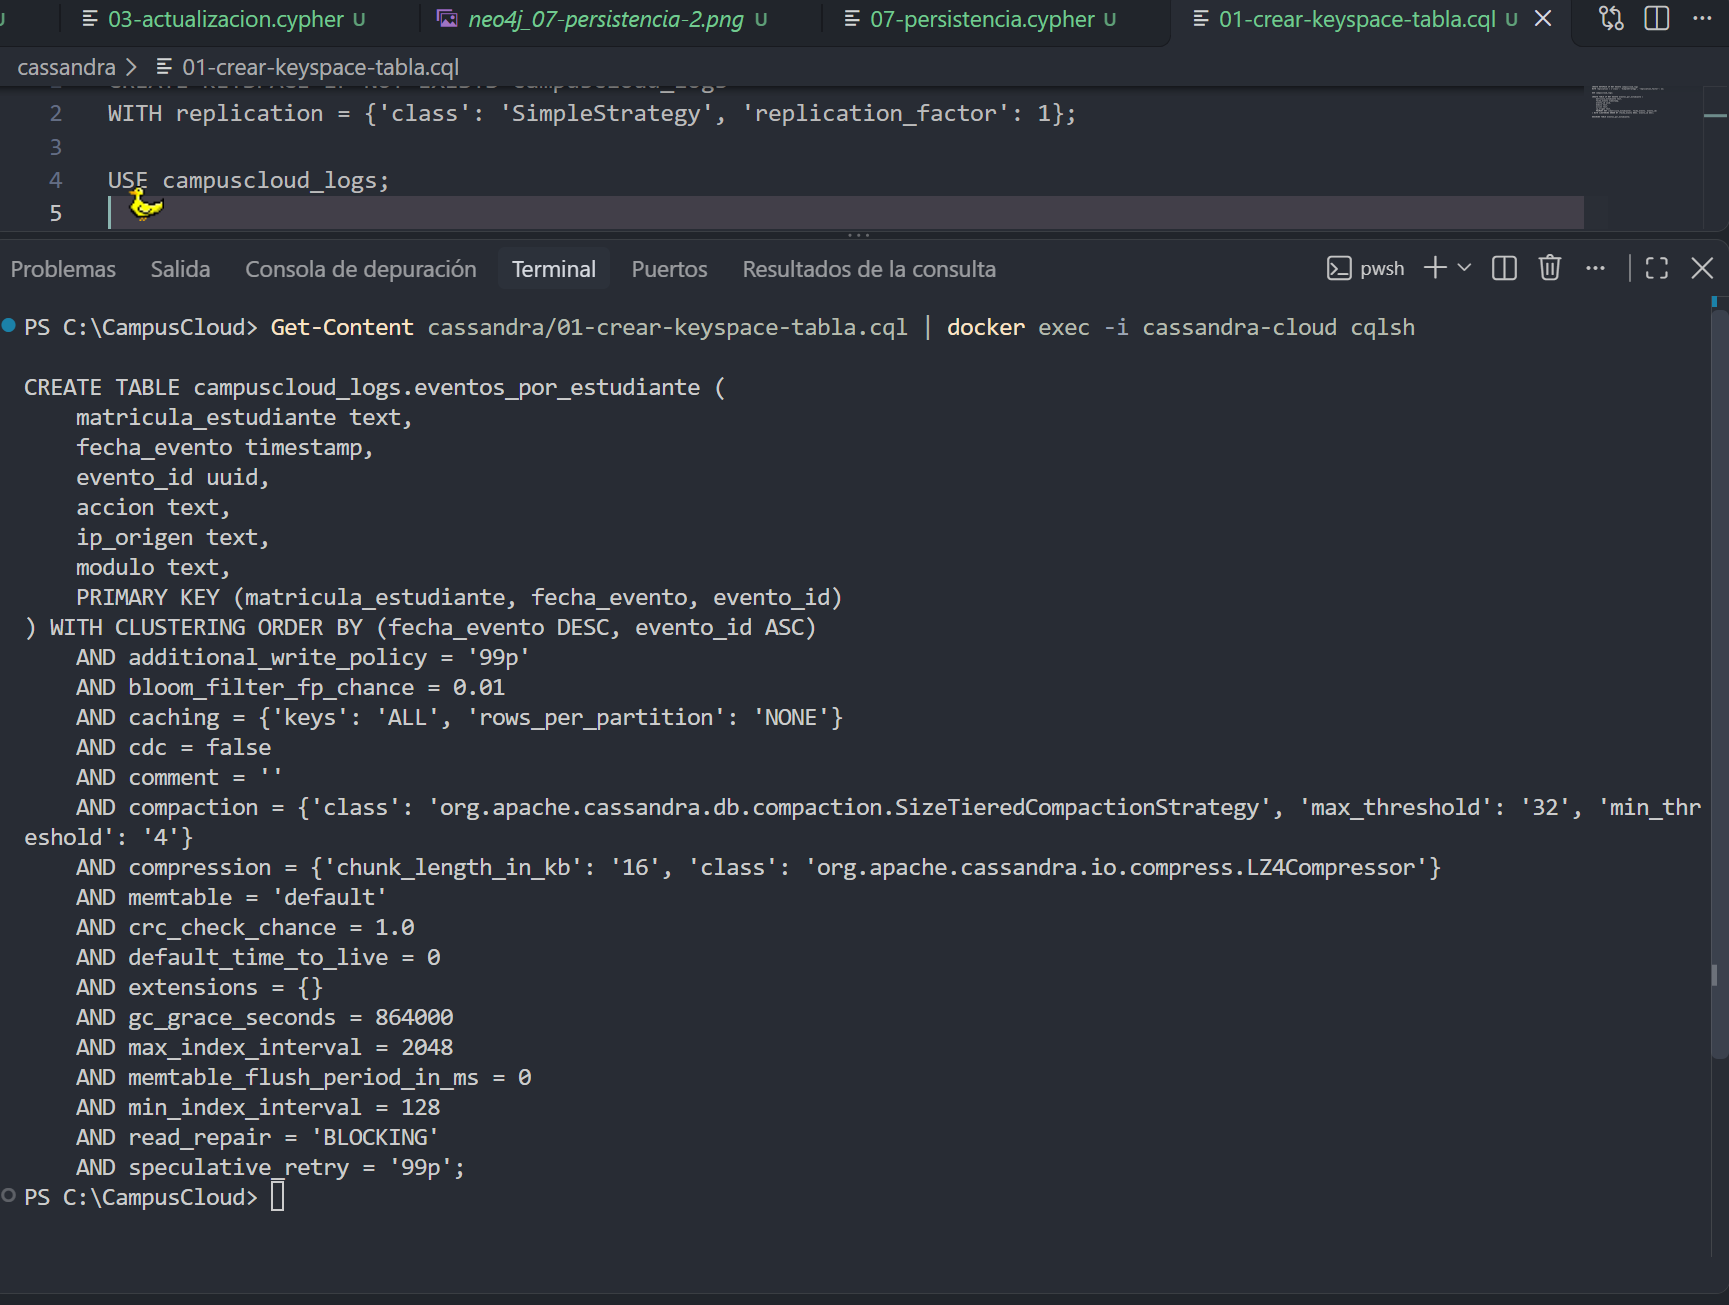 03-actualizacion.cypher U
neo4j_07-persistencia-2.png U
07-persistencia.cypher U
01-crear-keyspace-tabla.cql U
cassandra > 01-crear-keyspace-tabla.cql
2 WITH replication = {'class': 'SimpleStrategy', 'replication_factor': 1};
3
4 USE campuscloud_logs;
5
Problemas Salida Consola de depuración Terminal Puertos Resultados de la consulta pwsh
PS C:\CampusCloud> Get-Content cassandra/01-crear-keyspace-tabla.cql | docker exec -i cassandra-cloud cqlsh
CREATE TABLE campuscloud_logs.eventos_por_estudiante (
    matricula_estudiante text,
    fecha_evento timestamp,
    evento_id uuid,
    accion text,
    ip_origen text,
    modulo text,
    PRIMARY KEY (matricula_estudiante, fecha_evento, evento_id)
) WITH CLUSTERING ORDER BY (fecha_evento DESC, evento_id ASC)
    AND additional_write_policy = '99p'
    AND bloom_filter_fp_chance = 0.01
    AND caching = {'keys': 'ALL', 'rows_per_partition': 'NONE'}
    AND cdc = false
    AND comment = ''
    AND compaction = {'class': 'org.apache.cassandra.db.compaction.SizeTieredCompactionStrategy', 'max_threshold': '32', 'min_thr
eshold': '4'}
    AND compression = {'chunk_length_in_kb': '16', 'class': 'org.apache.cassandra.io.compress.LZ4Compressor'}
    AND memtable = 'default'
    AND crc_check_chance = 1.0
    AND default_time_to_live = 0
    AND extensions = {}
    AND gc_grace_seconds = 864000
    AND max_index_interval = 2048
    AND memtable_flush_period_in_ms = 0
    AND min_index_interval = 128
    AND read_repair = 'BLOCKING'
    AND speculative_retry = '99p';
PS C:\CampusCloud>